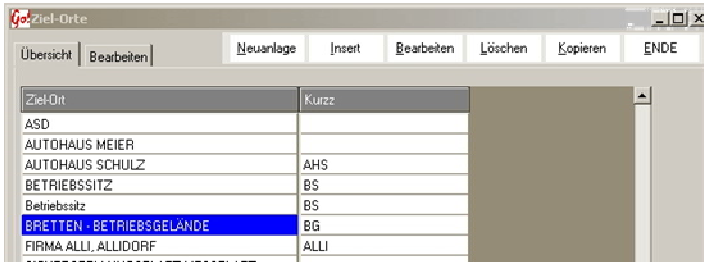 Go! Ziel-Orte
Übersicht Bearbeiten Neuanlage Insert Bearbeiten Löschen Kopieren ENDE
Ziel-Ort Kurzz
ASD
AUTOHAUS MEIER
AUTOHAUS SCHULZ AHS
BETRIEBSSITZ BS
Betriebssitz BS
BRETTEN - BETRIEBSGELÄNDE BG
FIRMA ALLI, ALLIDORF ALLI